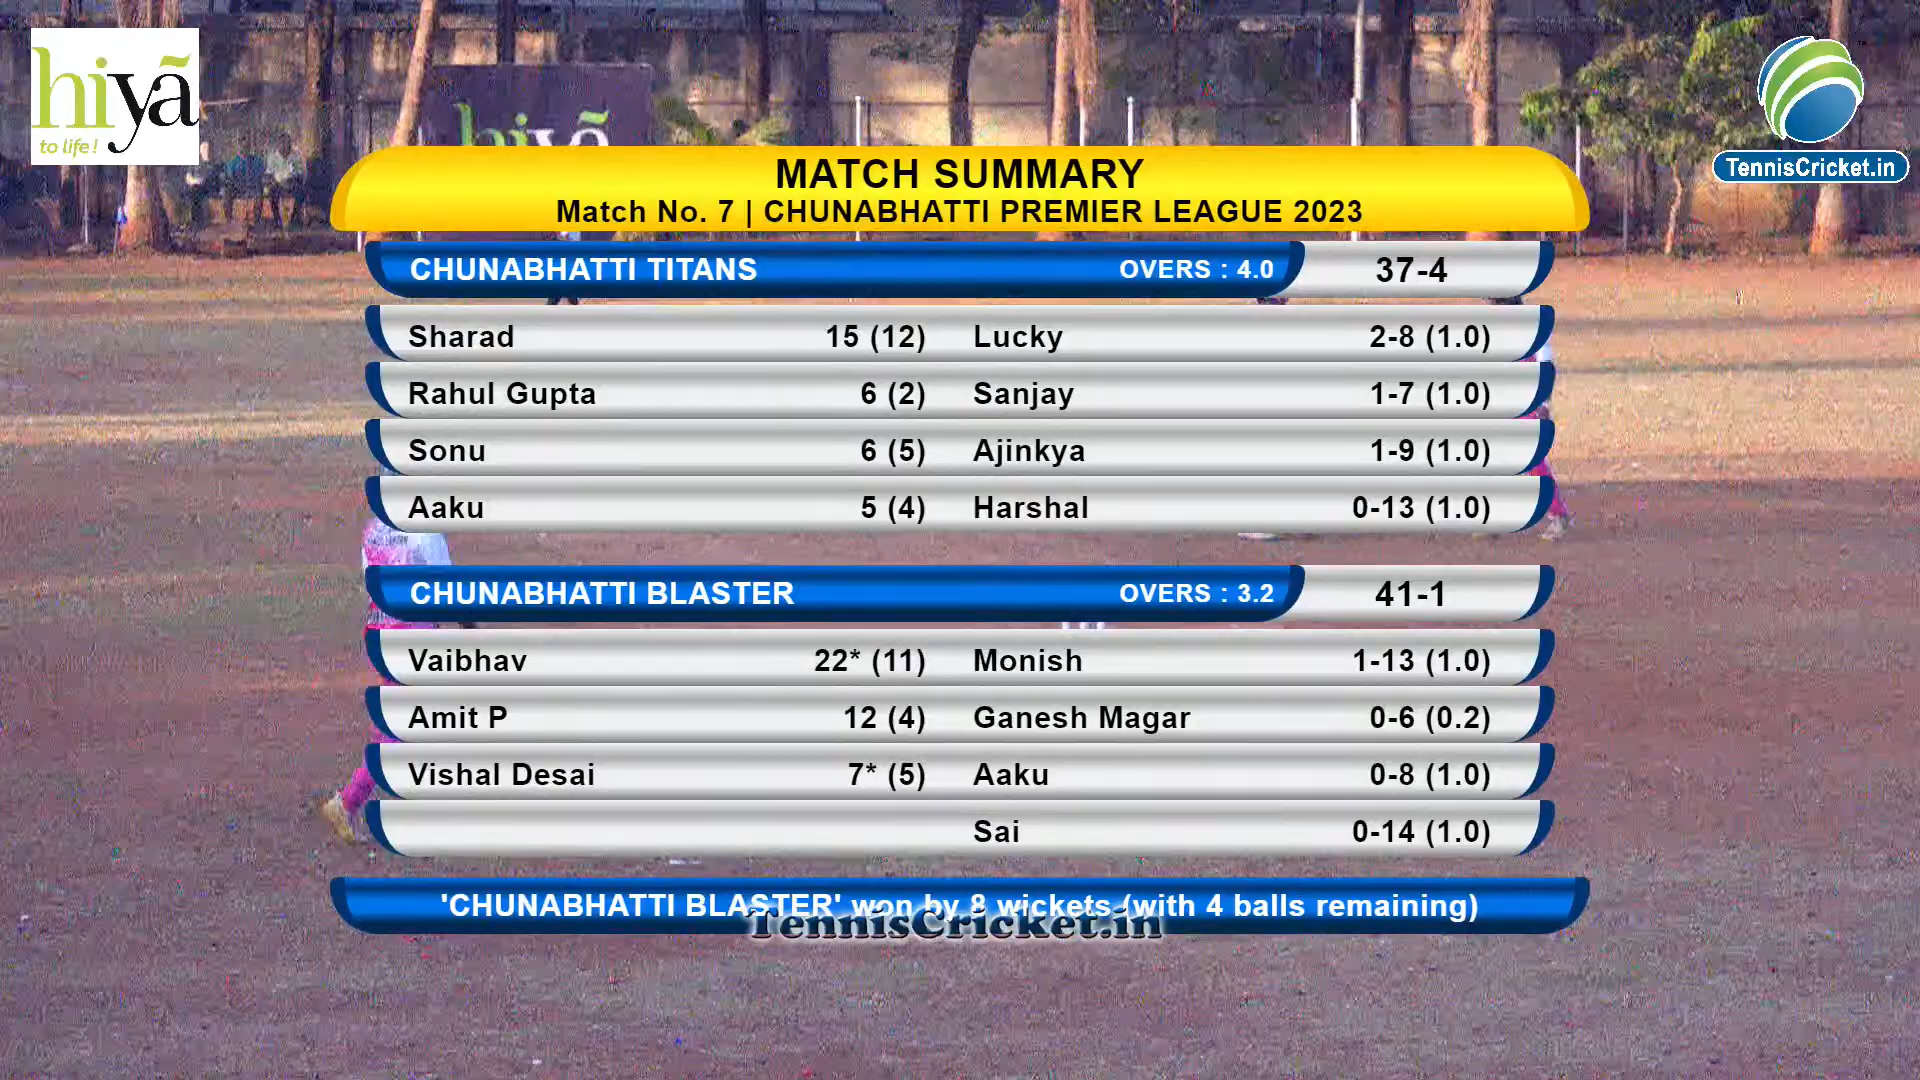 hiyã
to life!
TennisCricket.in
hiyã
MATCH SUMMARY
Match No. 7 | CHUNABHATTI PREMIER LEAGUE 2023
CHUNABHATTI TITANS OVERS : 4.0 37-4
Sharad 15 (12) Lucky 2-8 (1.0)
Rahul Gupta 6 (2) Sanjay 1-7 (1.0)
Sonu 6 (5) Ajinkya 1-9 (1.0)
Aaku 5 (4) Harshal 0-13 (1.0)
CHUNABHATTI BLASTER OVERS : 3.2 41-1
Vaibhav 22* (11) Monish 1-13 (1.0)
Amit P 12 (4) Ganesh Magar 0-6 (0.2)
Vishal Desai 7* (5) Aaku 0-8 (1.0)
Sai 0-14 (1.0)
'CHUNABHATTI BLASTER' won by 8 wickets (with 4 balls remaining)
TennisCricket.in